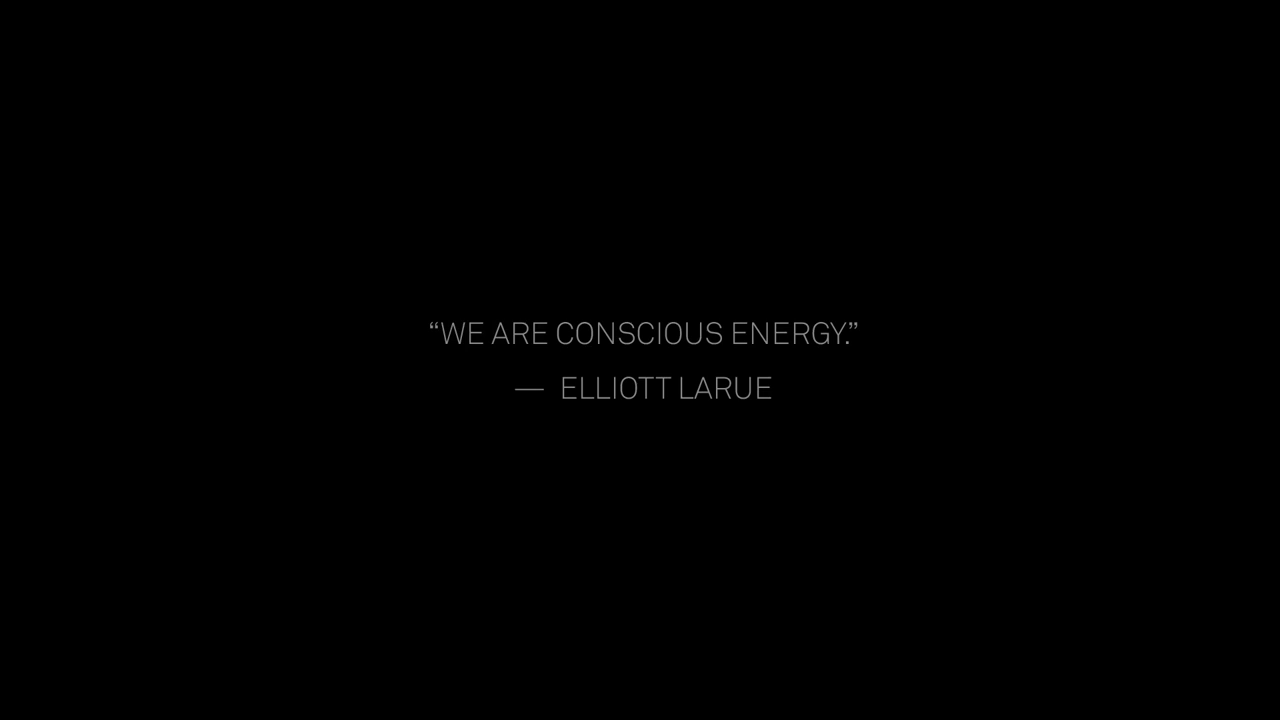 “WE ARE CONSCIOUS ENERGY.”
— ELLIOTT LARUE